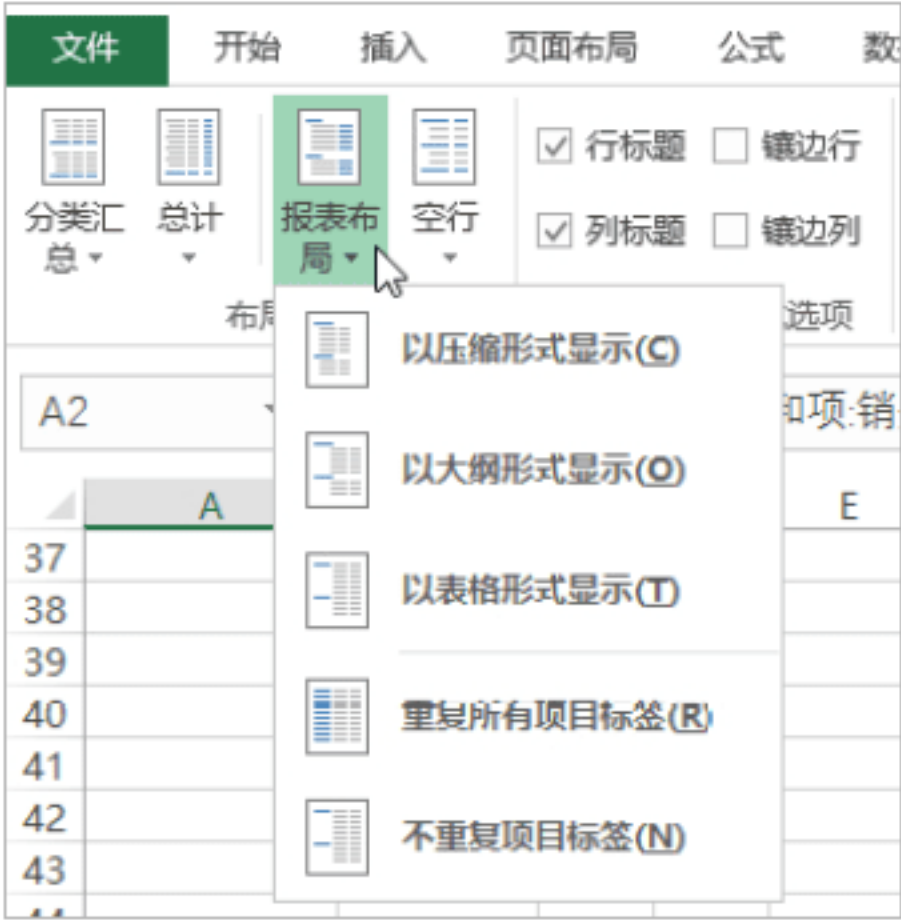 文件 开始 插入 页面布局 公式 数
分类汇总 总计 报表布局 空行
行标题 镶边行
列标题 镶边列
布局 选项
以压缩形式显示(C)
A2 和项:销
以大纲形式显示(O)
A E
37
以表格形式显示(T)
38
39
重复所有项目标签(R)
40
41
不重复项目标签(N)
42
43
44